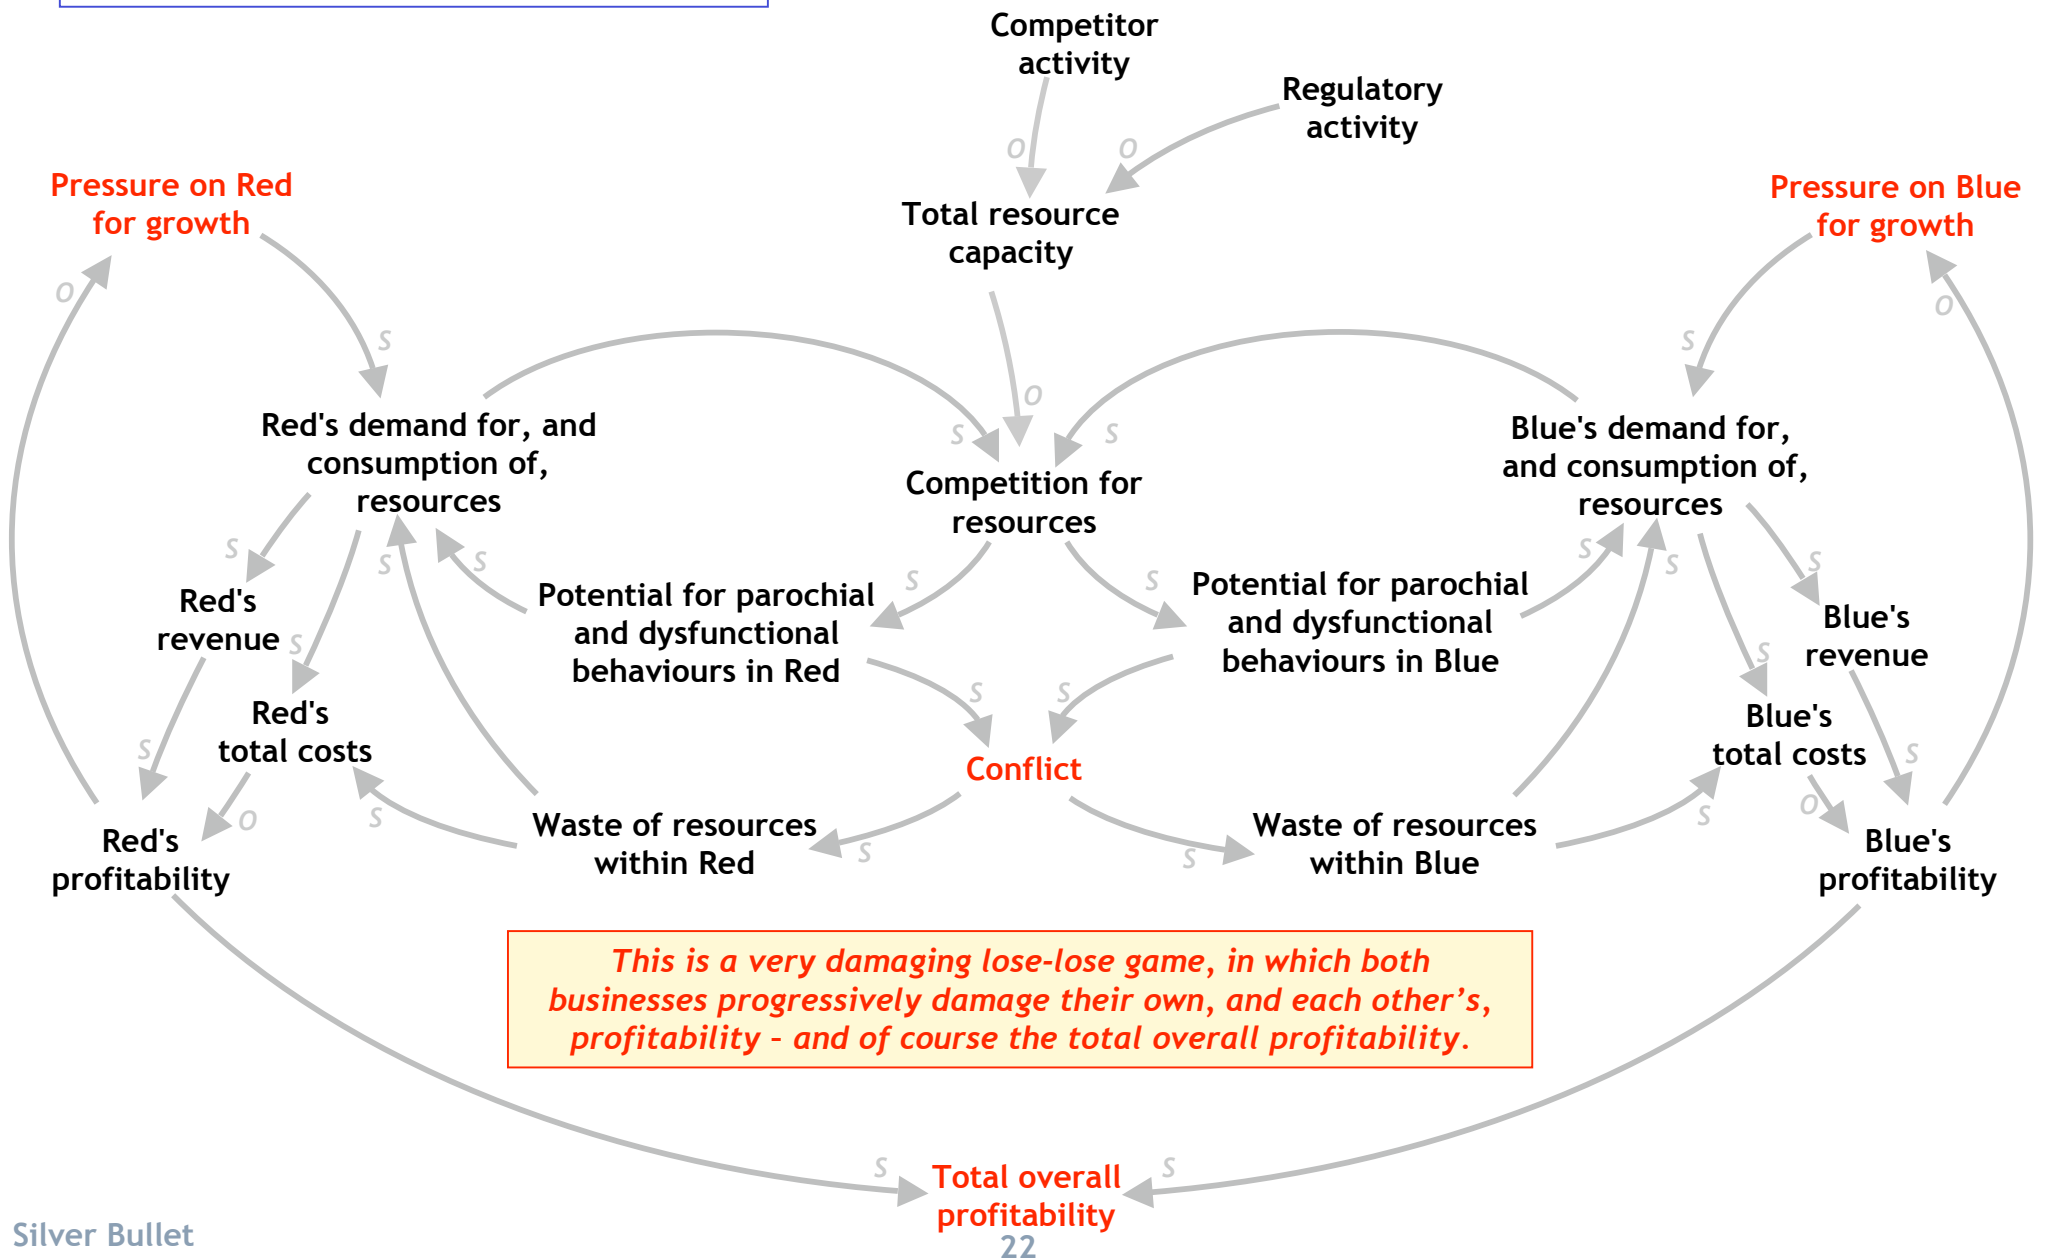 Competitor
activity
Regulatory
activity
O
O
Pressure on Red
for growth
Total resource
capacity
Pressure on Blue
for growth
O
O
S
S
O
S
S
Red's demand for, and
consumption of,
resources
Competition for
resources
Blue's demand for,
and consumption of,
resources
S
S
S
S
S
S
S
S
Red's
revenue
Potential for parochial
and dysfunctional
behaviours in Red
Potential for parochial
and dysfunctional
behaviours in Blue
Blue's
revenue
S
S
S
S
S
Red's
total costs
Blue's
total costs
S
Conflict
S
O
S
S
S
S
O
Red's
profitability
Waste of resources
within Red
Waste of resources
within Blue
Blue's
profitability
This is a very damaging lose-lose game, in which both
businesses progressively damage their own, and each other’s,
profitability – and of course the total overall profitability.
S
S
Total overall
profitability
Silver Bullet
22